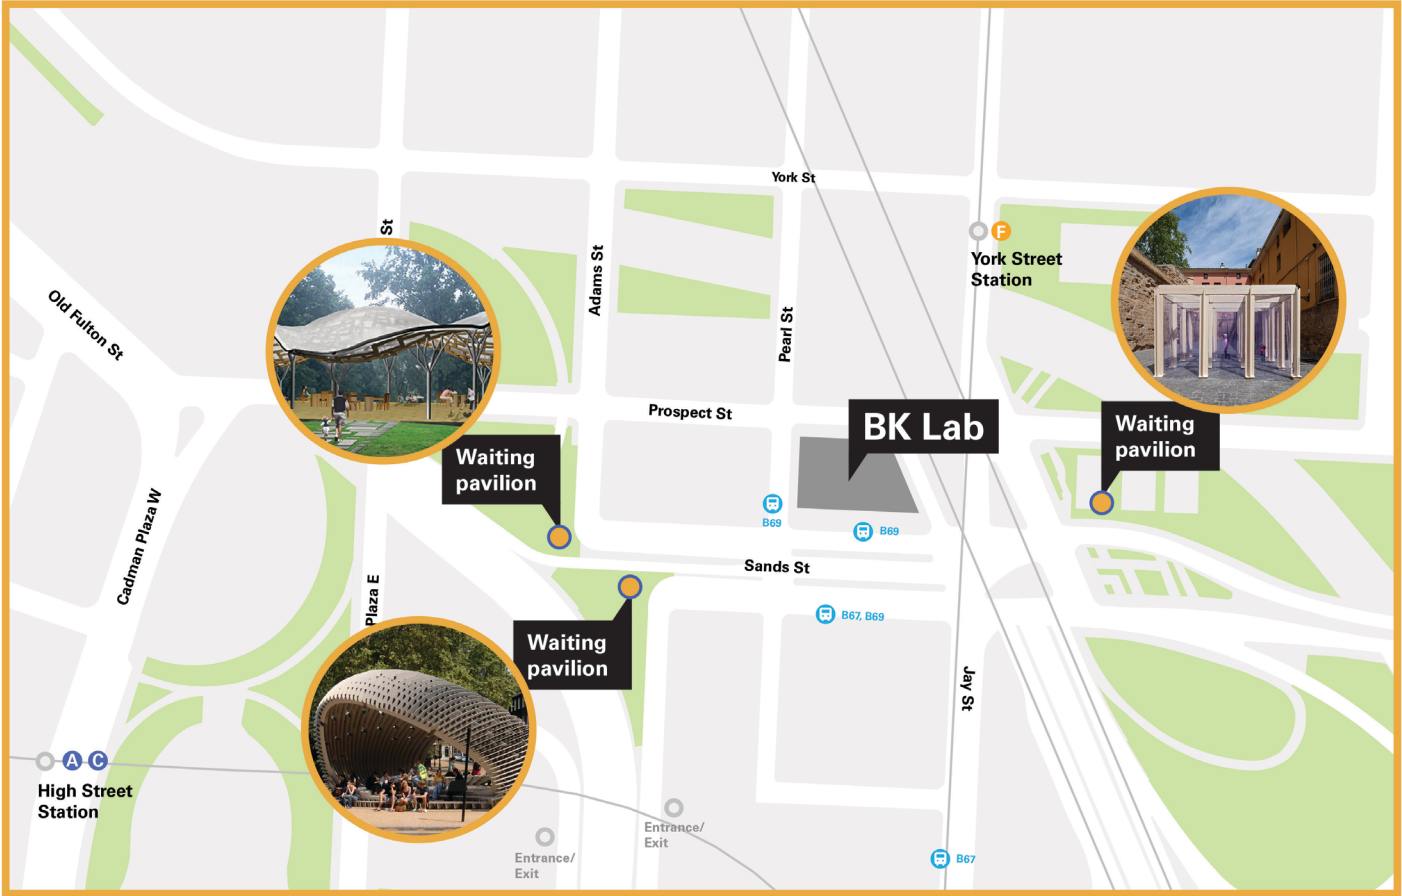 York St
St
F
York Street
Station
Adams St
Old Fulton St
Pearl St
Prospect St
BK Lab
Waiting
pavilion
Waiting
pavilion
Cadman Plaza W
B69
B69
Sands St
Plaza E
B67, B69
Waiting
pavilion
Jay St
A C
High Street
Station
Entrance/
Exit
Entrance/
Exit
B67